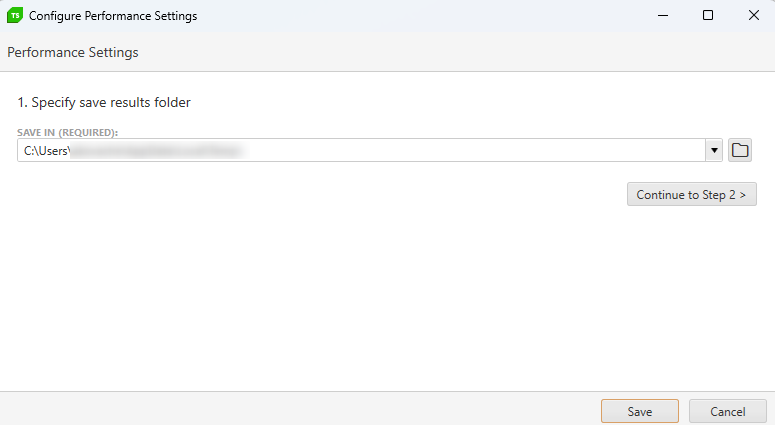 TS Configure Performance Settings
Performance Settings
1. Specify save results folder
SAVE IN (REQUIRED):
C:\Users\
Continue to Step 2 >
Save Cancel